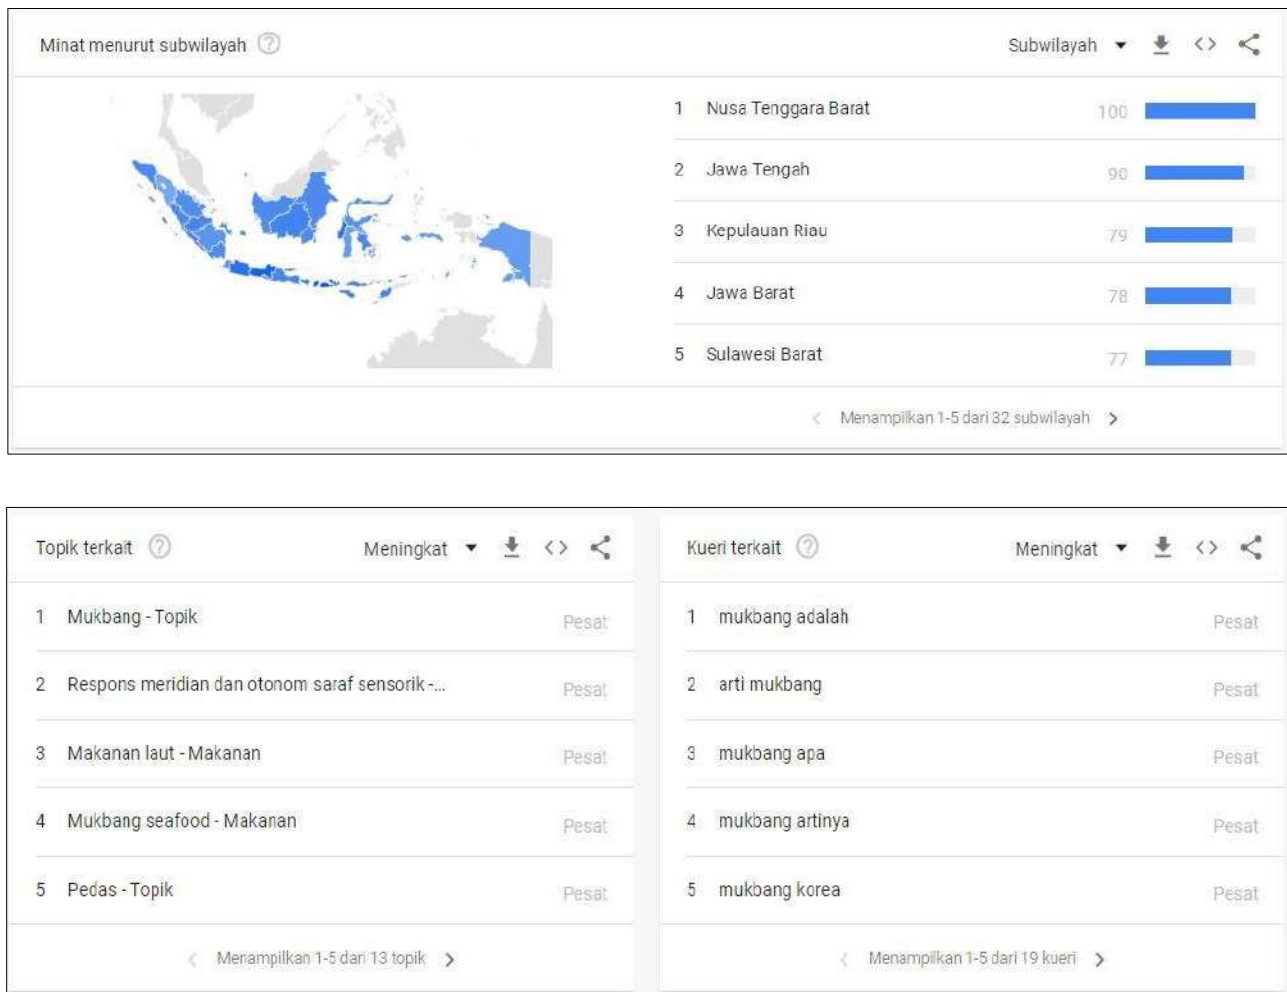 Minat menurut subwilayah
Subwilayah
1 Nusa Tenggara Barat 100
2 Jawa Tengah 90
3 Kepulauan Riau 79
4 Jawa Barat 78
5 Sulawesi Barat 77
Menampilkan 1-5 dari 32 subwilayah
Topik terkait
Meningkat
1 Mukbang - Topik Pesat
2 Respons meridian dan otonom saraf sensorik -... Pesat
3 Makanan laut - Makanan Pesat
4 Mukbang seafood - Makanan Pesat
5 Pedas - Topik Pesat
Menampilkan 1-5 dari 13 topik
Kueri terkait
Meningkat
1 mukbang adalah Pesat
2 arti mukbang Pesat
3 mukbang apa Pesat
4 mukbang artinya Pesat
5 mukbang korea Pesat
Menampilkan 1-5 dari 19 kueri